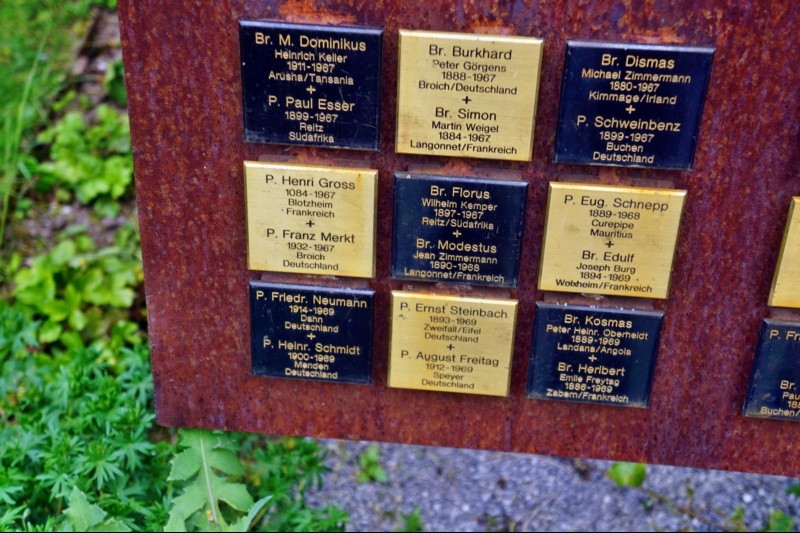 Br. M. Dominikus
Heinrich Keller
1911-1967
Arusha/Tansania
+
P. Paul Esser
1899-1967
Reitz
Südafrika
Br. Burkhard
Peter Görgens
1888-1967
Broich/Deutschland
+
Br. Simon
Martin Weigel
1884-1967
Langonnet/Frankreich
Br. Dismas
Michael Zimmermann
1880-1967
Kimmage/Irland
+
P. Schweinbenz
1899-1967
Buchen
Deutschland
P. Henri Gross
1084-1967
Blotzheim
Frankreich
+
P. Franz Merkt
1932-1967
Broich
Deutschland
Br. Florus
Wilhelm Kemper
1897-1967
Reitz/Südafrika
+
Br. Modestus
Jean Zimmermann
1890-1968
Langonnet/Frankreich
P. Eug. Schnepp
1889-1968
Curepipe
Mauritius
+
Br. Edulf
Joseph Burg
1894-1969
Wolxheim/Frankreich
P. Friedr. Neumann
1914-1969
Dahn
Deutschland
+
P. Heinr. Schmidt
1900-1969
Menden
Deutschland
P. Ernst Steinbach
1893-1969
Zweifall/Eifel
Deutschland
+
P. August Freitag
1912-1969
Speyer
Deutschland
Br. Kosmas
Peter Heinr. Oberheidt
1889-1969
Landana/Angola
+
Br. Heribert
Emile Freytag
1886-1969
Zabern/Frankreich
P. Fra
Br.
Pau
188
Buchen/